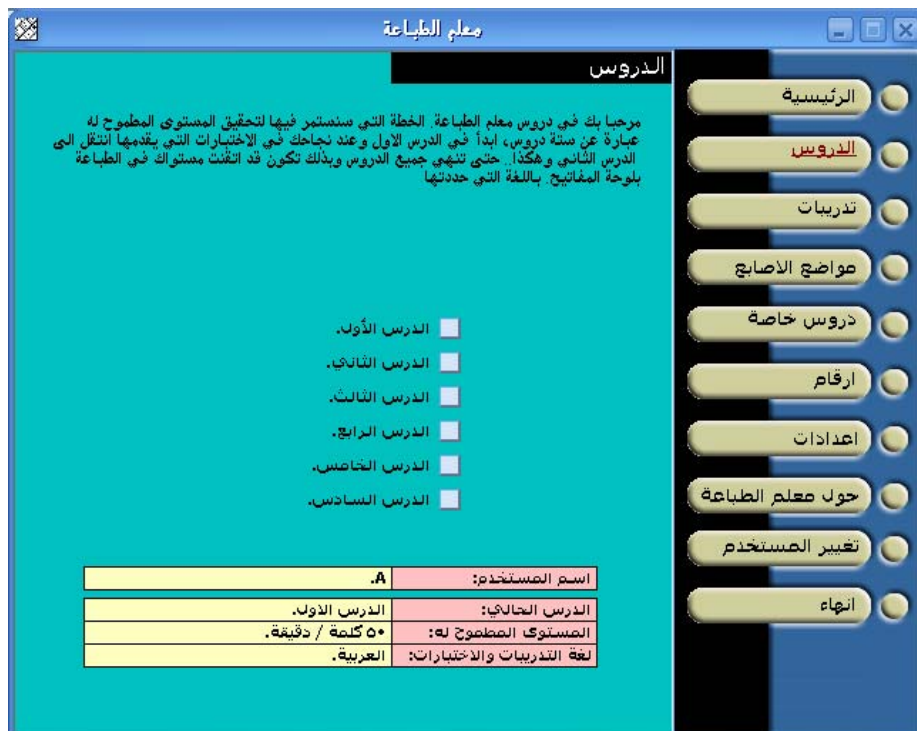 معلم الطباعة
الرئيسية
الدروس
تدريبات
مواضع الاصابع
دروس خاصة
ارقام
اعدادات
حول معلم الطباعة
تغيير المستخدم
انهاء
الدروس
مرحبا بك في دروس معلم الطباعة. الخطة التي سنستمر فيها لتحقيق المستوى المطموح له
عبارة عن ستة دروس، ابدأ في الدرس الاول وعند نجاحك في الاختبارات التي يقدمها انتقل الى
الدرس الثاني وهكذا.. حتى تنهي جميع الدروس وبذلك تكون قد اتقنت مستواك في الطباعة
بلوحة المفاتيح. باللغة التي حددتها
الدرس الأول.
الدرس الثاني.
الدرس الثالث.
الدرس الرابع.
الدرس الخامس.
الدرس السادس.
اسم المستخدم: A.
الدرس الحالي: الدرس الاول.
المستوى المطموح له: ٥٠ كلمة / دقيقة.
لغة التدريبات والاختبارات: العربية.